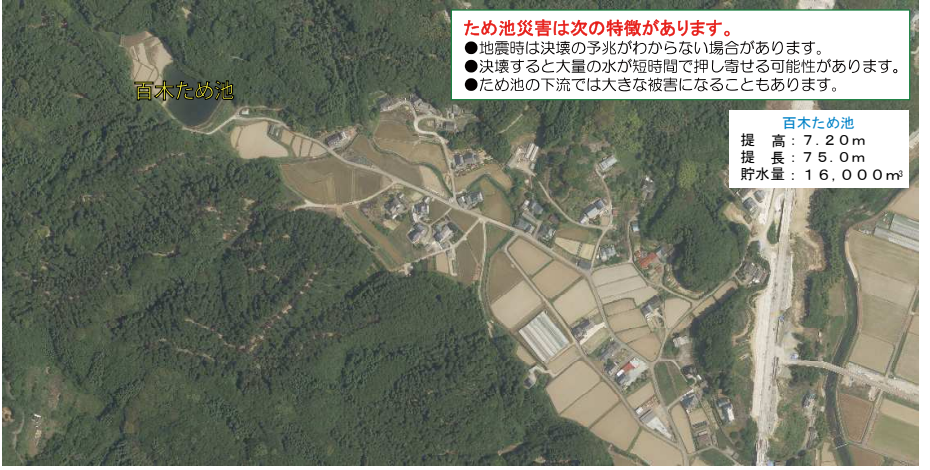 ため池災害は次の特徴があります。
●地震時は決壊の予兆がわからない場合があります。
●決壊すると大量の水が短時間で押し寄せる可能性があります。
●ため池の下流では大きな被害になることもあります。
百木ため池
百木ため池
提　高：７．２０ｍ
提　長：７５．０ｍ
貯水量：１６，０００㎥